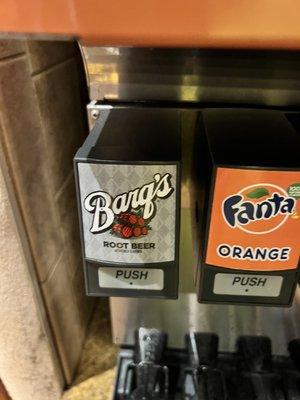 Barq's
ROOT BEER
PUSH
Fanta
ORANGE
PUSH